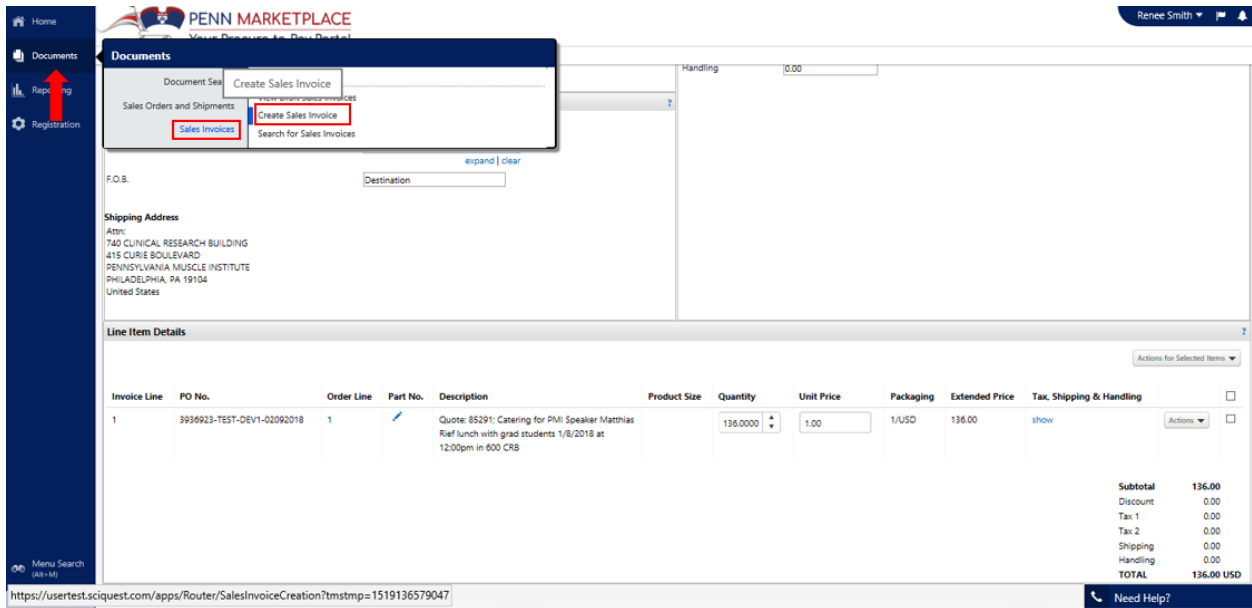 Home
PENN MARKETPLACE
Your Procure-to-Pay Portal
Renee Smith
Documents
Documents
Document Sea
Create Sales Invoice
Handling 0.00
Sales Orders and Shipments
View Draft Sales Invoices
?
Reporting
Create Sales Invoice
Registration
Sales Invoices
Search for Sales Invoices
expand | clear
F.O.B. Destination
Shipping Address
Attn:
740 CLINICAL RESEARCH BUILDING
415 CURIE BOULEVARD
PENNSYLVANIA MUSCLE INSTITUTE
PHILADELPHIA, PA 19104
United States
Line Item Details ?
Actions for Selected Items
Invoice Line PO No. Order Line Part No. Description Product Size Quantity Unit Price Packaging Extended Price Tax, Shipping & Handling
1 3936923-TEST-DEV1-02092018 1 Quote: 85291; Catering for PMI Speaker Matthias 136.0000 1.00 1/USD 136.00 show Actions
Rief lunch with grad students 1/8/2018 at
12:00pm in 600 CRB
Subtotal 136.00
Discount 0.00
Tax 1 0.00
Tax 2 0.00
Shipping 0.00
Handling 0.00
TOTAL 136.00 USD
Menu Search
(Alt+M)
https://usertest.sciquest.com/apps/Router/SalesInvoiceCreation?tmstmp=1519136579047
Need Help?